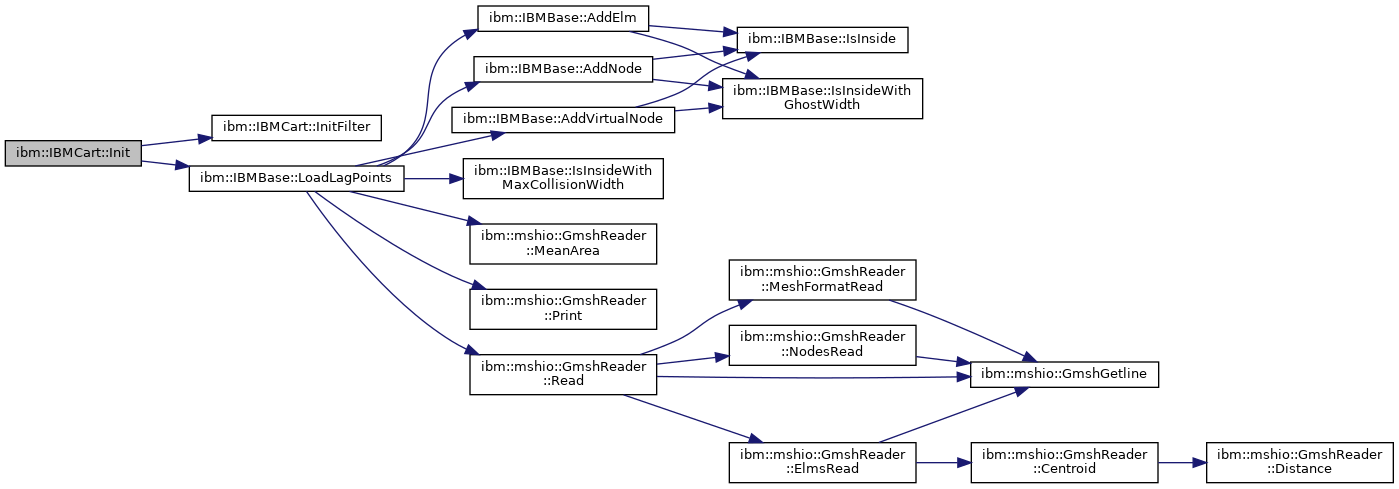 ibm::IBMCart::Init
ibm::IBMCart::InitFilter
ibm::IBMBase::LoadLagPoints
ibm::IBMBase::AddElm
ibm::IBMBase::AddNode
ibm::IBMBase::AddVirtualNode
ibm::IBMBase::IsInsideWith
MaxCollisionWidth
ibm::mshio::GmshReader
::MeanArea
ibm::mshio::GmshReader
::Print
ibm::mshio::GmshReader
::Read
ibm::IBMBase::IsInside
ibm::IBMBase::IsInsideWith
GhostWidth
ibm::mshio::GmshReader
::MeshFormatRead
ibm::mshio::GmshReader
::NodesRead
ibm::mshio::GmshReader
::ElmsRead
ibm::mshio::GmshGetline
ibm::mshio::GmshReader
::Centroid
ibm::mshio::GmshReader
::Distance